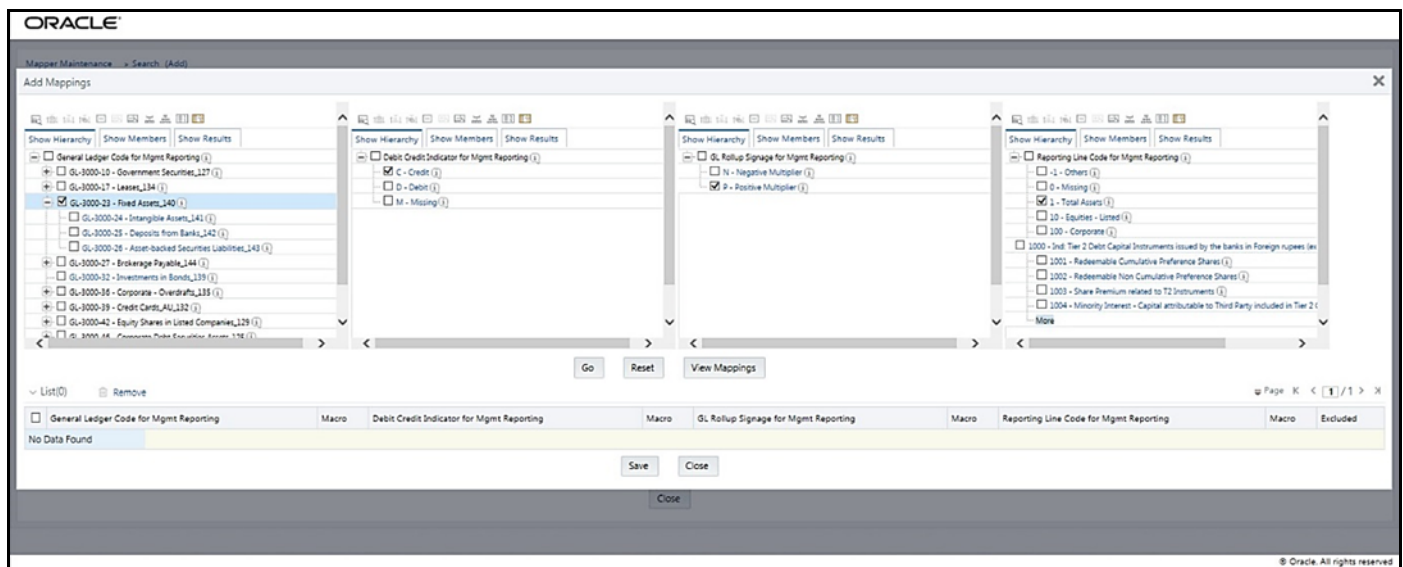 ORACLE
Mapper Maintenance > Search (Add)
Add Mappings
Show Hierarchy Show Members Show Results
General Ledger Code for Mgmt Reporting
GL-3000-10 - Government Securities_127
GL-3000-17 - Leases_134
GL-3000-23 - Fixed Assets_140
GL-3000-24 - Intangible Assets_141
GL-3000-25 - Deposits from Banks_142
GL-3000-26 - Asset-backed Securities Liabilities_143
GL-3000-27 - Brokerage Payable_144
GL-3000-32 - Investments in Bonds_139
GL-3000-36 - Corporate - Overdrafts_135
GL-3000-39 - Credit Cards_AU_132
GL-3000-42 - Equity Shares in Listed Companies_129
GL-3000-46 - Corporate Debt Securities Assets
Show Hierarchy Show Members Show Results
Debit Credit Indicator for Mgmt Reporting
C - Credit
D - Debit
M - Missing
Show Hierarchy Show Members Show Results
GL Rollup Signage for Mgmt Reporting
N - Negative Multiplier
P - Positive Multiplier
Show Hierarchy Show Members Show Results
Reporting Line Code for Mgmt Reporting
-1 - Others
0 - Missing
1 - Total Assets
10 - Equities - Listed
100 - Corporate
1000 - Ind: Tier 2 Debt Capital Instruments issued by the banks in Foreign rupees (ex
1001 - Redeemable Cumulative Preference Shares
1002 - Redeemable Non Cumulative Preference Shares
1003 - Share Premium related to T2 Instruments
1004 - Minority Interest - Capital attributable to Third Party included in Tier 2
More
Go Reset View Mappings
List(0) Remove Page 1 / 1
General Ledger Code for Mgmt Reporting Macro Debit Credit Indicator for Mgmt Reporting Macro GL Rollup Signage for Mgmt Reporting Macro Reporting Line Code for Mgmt Reporting Macro Excluded
No Data Found
Save Close
Close
© Oracle. All rights reserved